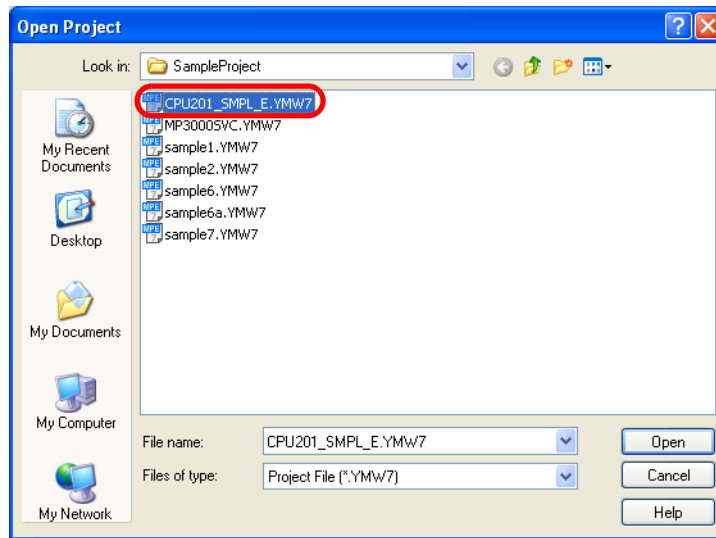 Open Project
Look in: SampleProject
CPU201_SMPL_E.YMW7
MP3000SVC.YMW7
sample1.YMW7
sample2.YMW7
sample6.YMW7
sample6a.YMW7
sample7.YMW7
My Recent
Documents
Desktop
My Documents
My Computer
My Network
File name: CPU201_SMPL_E.YMW7 Open
Files of type: Project File (*.YMW7) Cancel
Help